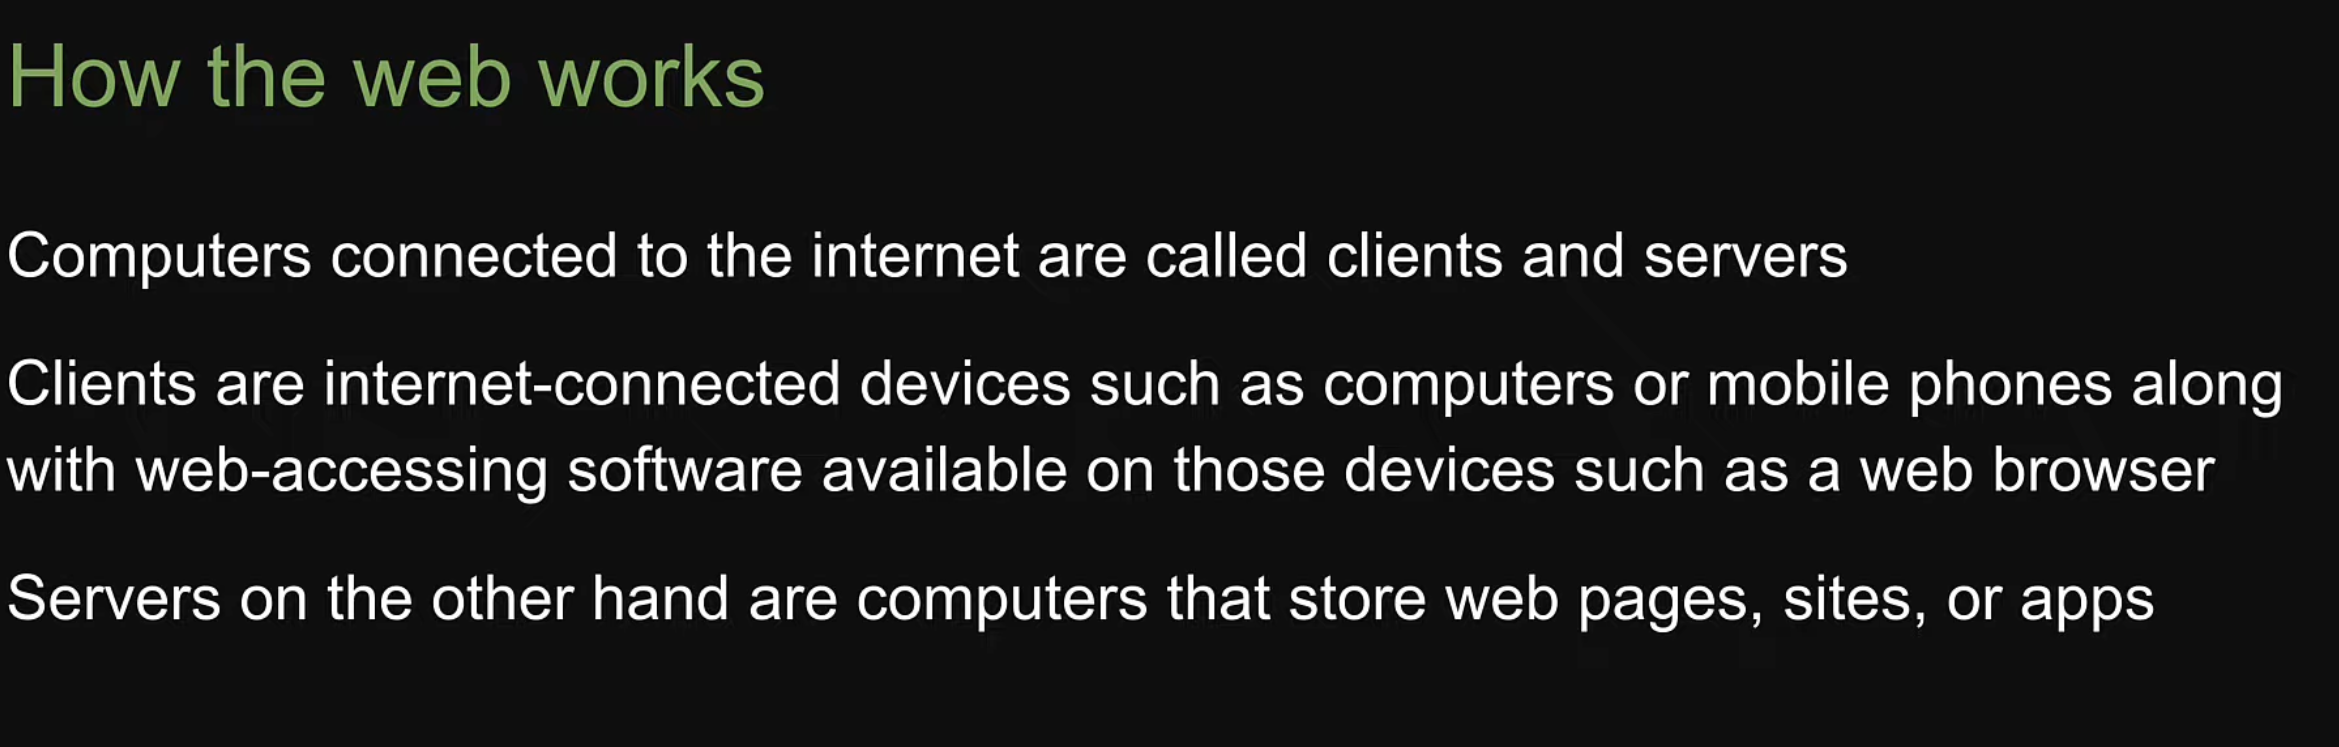 How the web works
Computers connected to the internet are called clients and servers
Clients are internet-connected devices such as computers or mobile phones along
with web-accessing software available on those devices such as a web browser
Servers on the other hand are computers that store web pages, sites, or apps